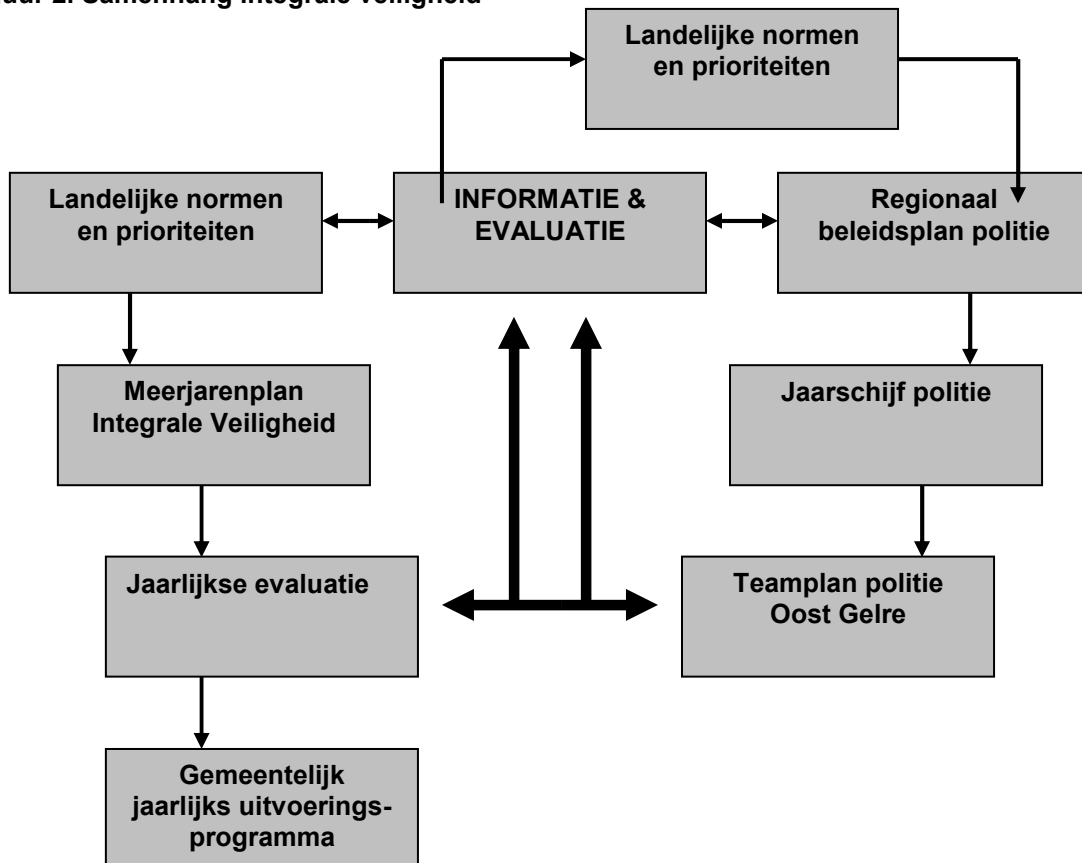 uur 2. Samenhang integrale veiligheid
Landelijke normen
en prioriteiten
Landelijke normen
en prioriteiten
INFORMATIE &
EVALUATIE
Regionaal
beleidsplan politie
Meerjarenplan
Integrale Veiligheid
Jaarschijf politie
Jaarlijkse evaluatie
Teamplan politie
Oost Gelre
Gemeentelijk
jaarlijks uitvoerings-
programma